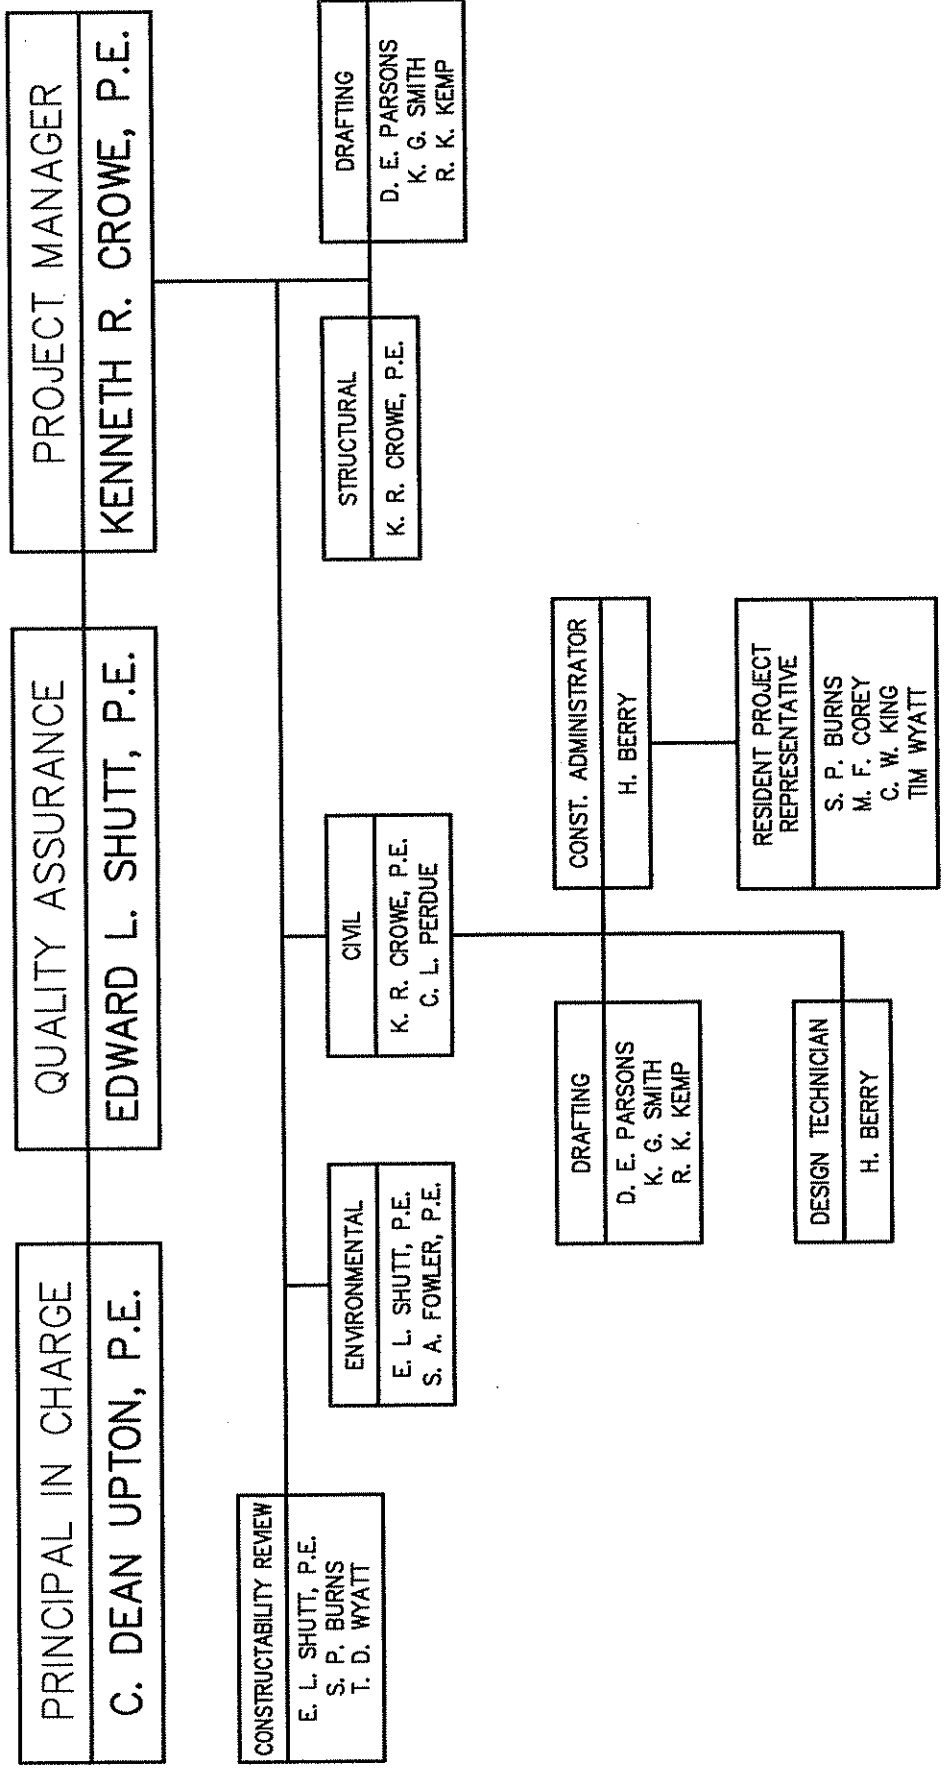 PRINCIPAL IN CHARGE
C. DEAN UPTON, P.E.
QUALITY ASSURANCE
EDWARD L. SHUTT, P.E.
PROJECT MANAGER
KENNETH R. CROWE, P.E.
CONSTRUCTABILITY REVIEW
E. L. SHUTT, P.E.
S. P. BURNS
T. D. WYATT
ENVIRONMENTAL
E. L. SHUTT, P.E.
S. A. FOWLER, P.E.
CIVIL
K. R. CROWE, P.E.
C. L. PERDUE
STRUCTURAL
K. R. CROWE, P.E.
DRAFTING
D. E. PARSONS
K. G. SMITH
R. K. KEMP
DRAFTING
D. E. PARSONS
K. G. SMITH
R. K. KEMP
CONST. ADMINISTRATOR
H. BERRY
DESIGN TECHNICIAN
H. BERRY
RESIDENT PROJECT
REPRESENTATIVE
S. P. BURNS
M. F. COREY
C. W. KING
TIM WYATT